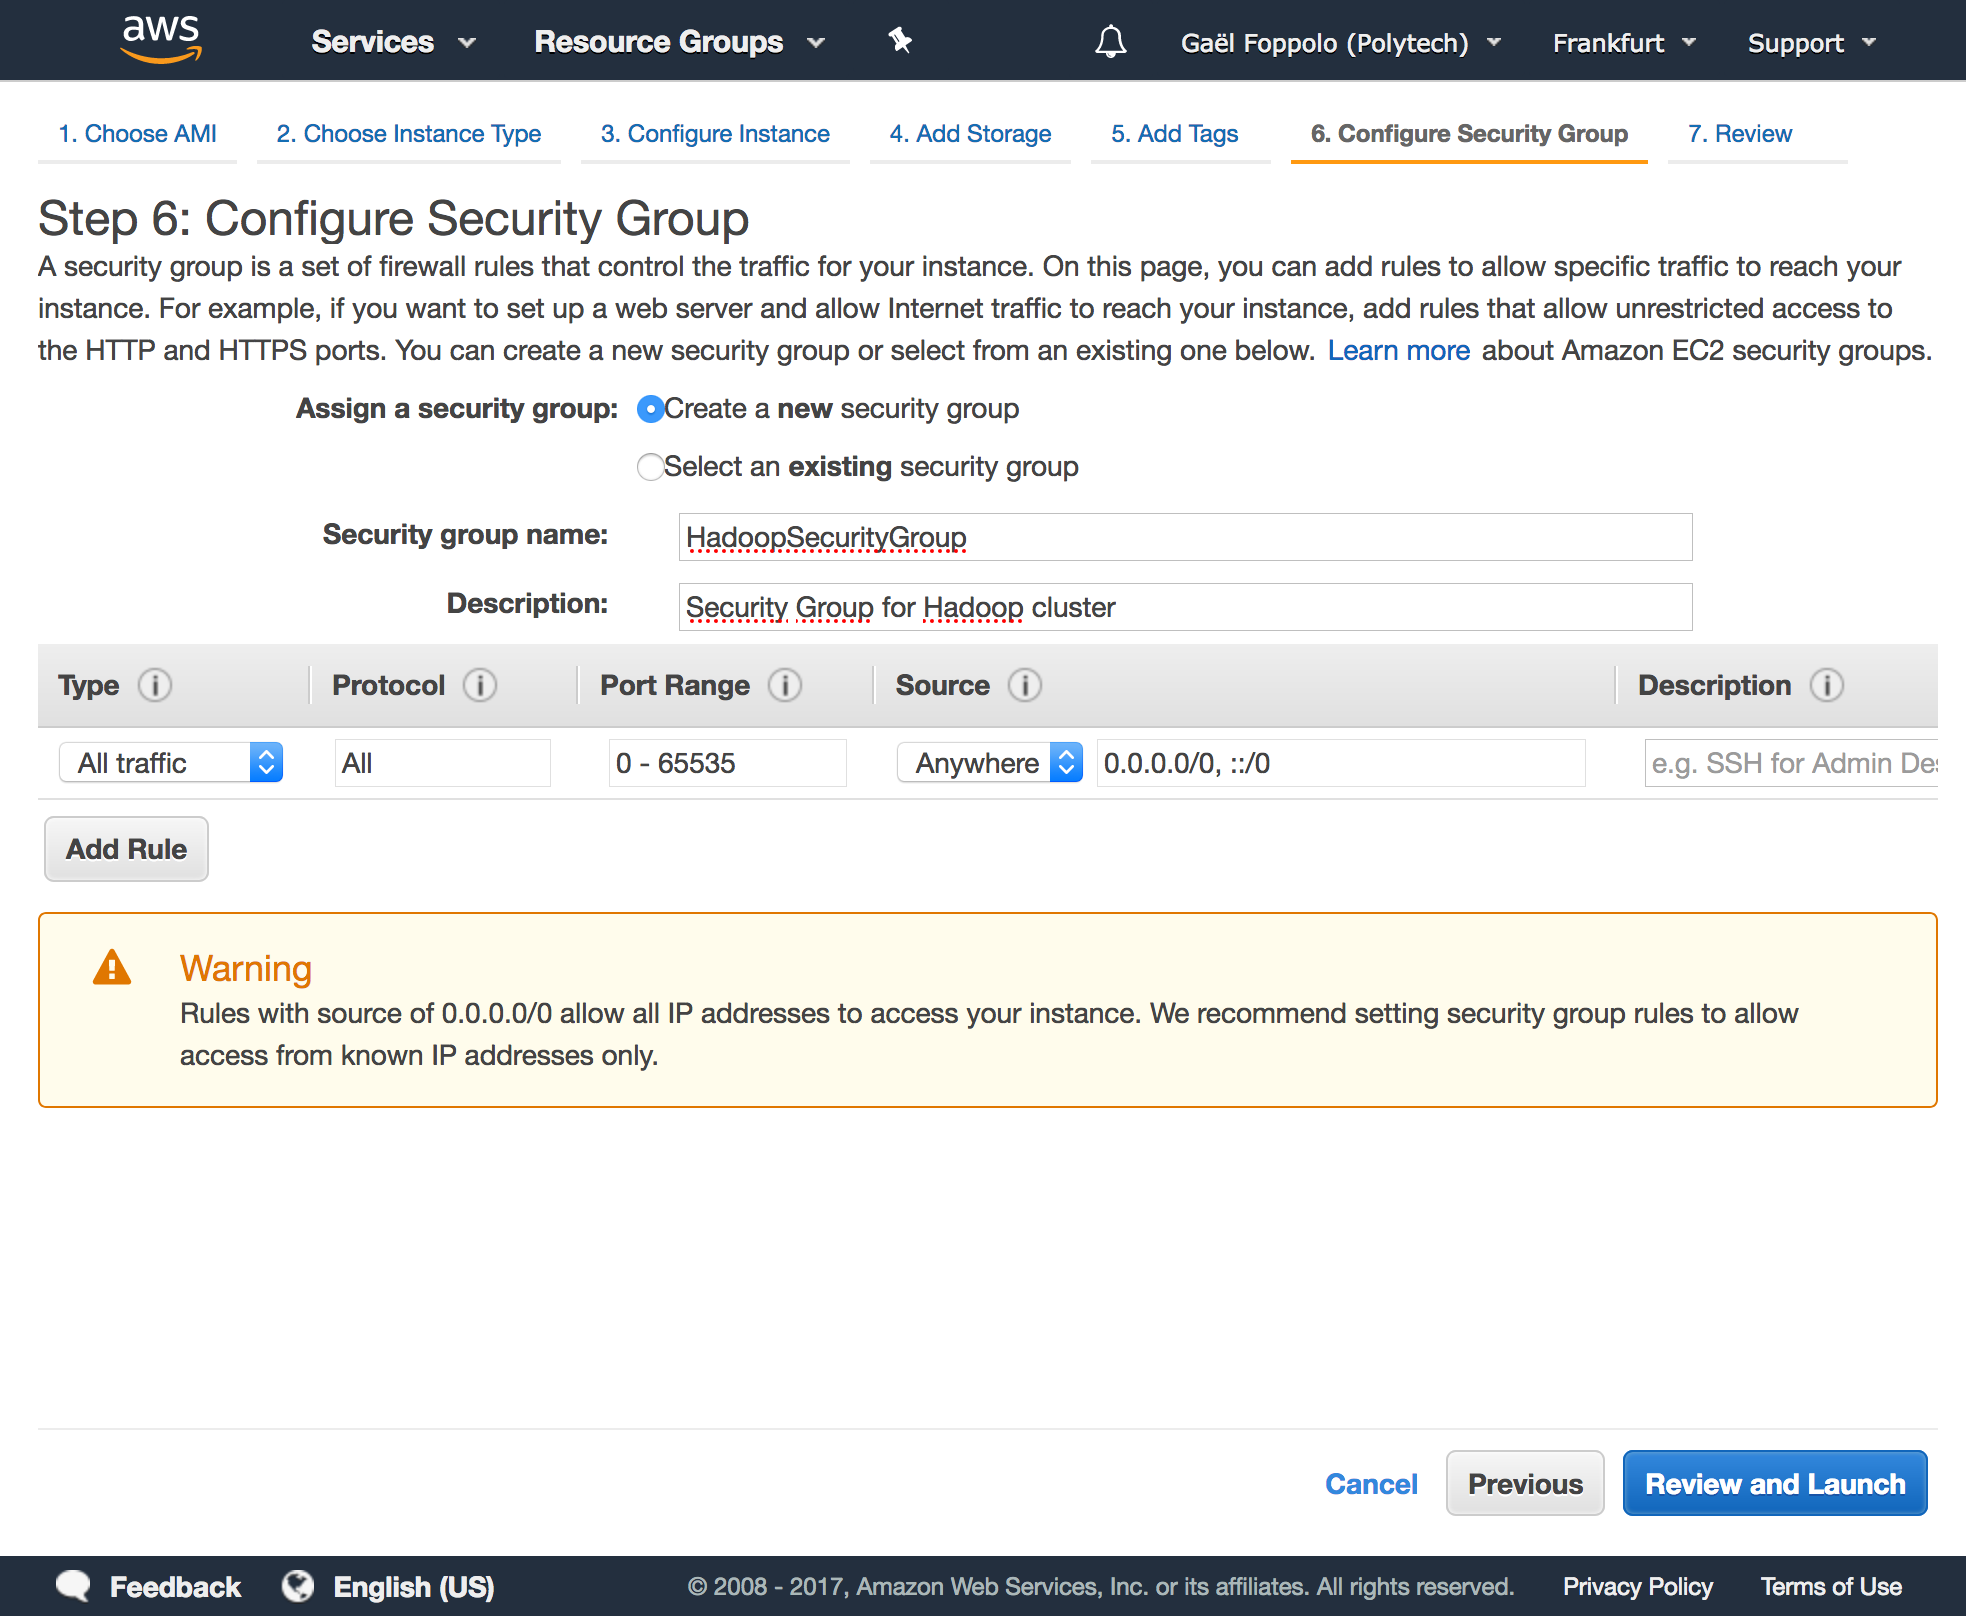 aws Services Resource Groups Gaël Foppolo (Polytech) Frankfurt Support
1. Choose AMI 2. Choose Instance Type 3. Configure Instance 4. Add Storage 5. Add Tags 6. Configure Security Group 7. Review
Step 6: Configure Security Group
A security group is a set of firewall rules that control the traffic for your instance. On this page, you can add rules to allow specific traffic to reach your
instance. For example, if you want to set up a web server and allow Internet traffic to reach your instance, add rules that allow unrestricted access to
the HTTP and HTTPS ports. You can create a new security group or select from an existing one below. Learn more about Amazon EC2 security groups.
Assign a security group: Create a new security group
Select an existing security group
Security group name: HadoopSecurityGroup
Description: Security Group for Hadoop cluster
Type Protocol Port Range Source Description
All traffic All 0 - 65535 Anywhere 0.0.0.0/0, ::/0 e.g. SSH for Admin Des
Add Rule
Warning
Rules with source of 0.0.0.0/0 allow all IP addresses to access your instance. We recommend setting security group rules to allow
access from known IP addresses only.
Cancel Previous Review and Launch
Feedback English (US) © 2008 - 2017, Amazon Web Services, Inc. or its affiliates. All rights reserved. Privacy Policy Terms of Use